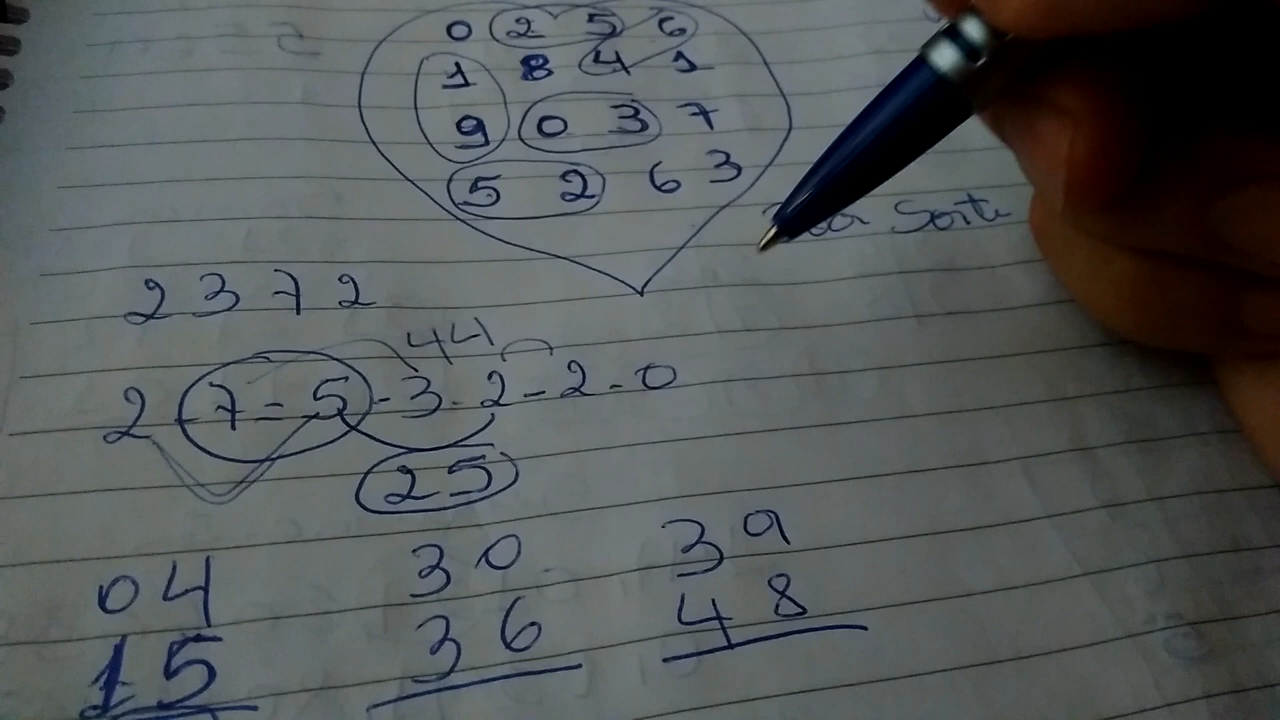 0 2 5 6
1 8 4 1
9 0 3 7
5 2 6 3
Sorte
2 3 7 2
44
2 - 7 - 5 - 3 - 2 - 2 - 0
25
04 30 39
15 36 48